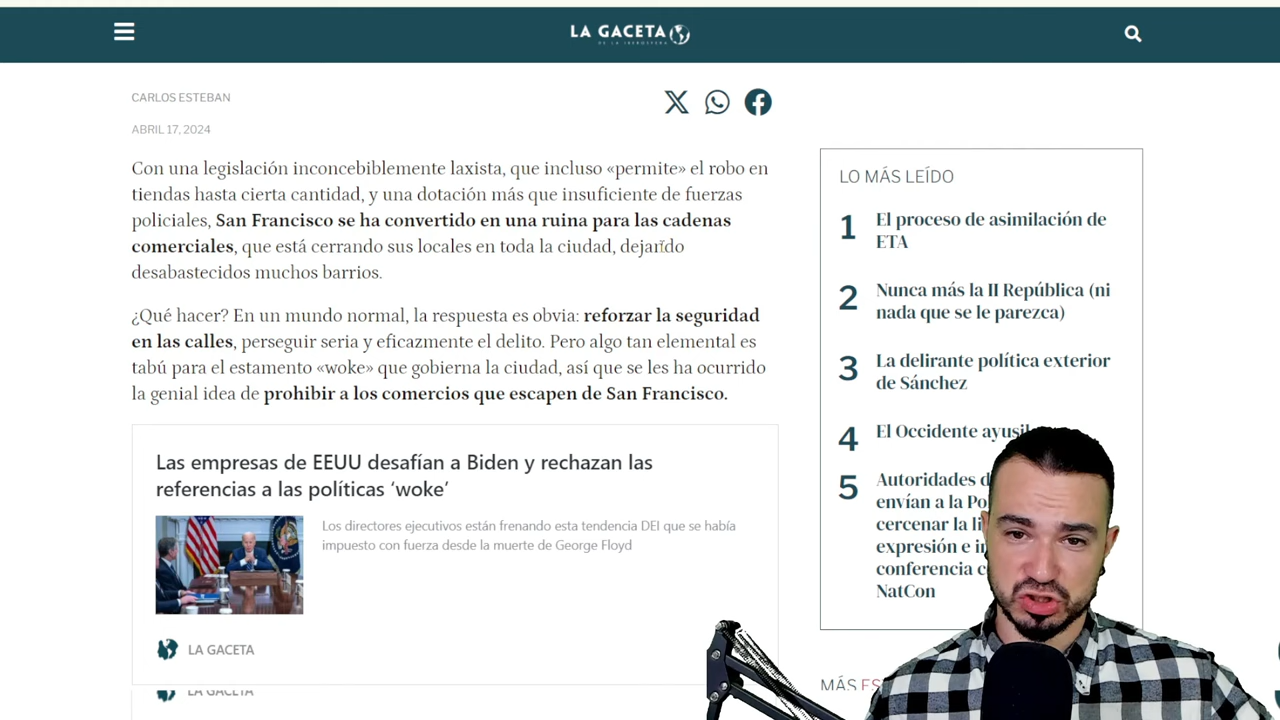 LA GACETA
DE LA IBEROSFERA
CARLOS ESTEBAN
ABRIL 17, 2024
Con una legislación inconcebiblemente laxista, que incluso «permite» el robo en
tiendas hasta cierta cantidad, y una dotación más que insuficiente de fuerzas
policiales, San Francisco se ha convertido en una ruina para las cadenas
comerciales, que está cerrando sus locales en toda la ciudad, dejando
desabastecidos muchos barrios.
¿Qué hacer? En un mundo normal, la respuesta es obvia: reforzar la seguridad
en las calles, perseguir seria y eficazmente el delito. Pero algo tan elemental es
tabú para el estamento «woke» que gobierna la ciudad, así que se les ha ocurrido
la genial idea de prohibir a los comercios que escapen de San Francisco.
Las empresas de EEUU desafían a Biden y rechazan las
referencias a las políticas ‘woke’
Los directores ejecutivos están frenando esta tendencia DEI que se había
impuesto con fuerza desde la muerte de George Floyd
LA GACETA
LA GACETA
LO MÁS LEÍDO
1 El proceso de asimilación de
ETA
2 Nunca más la II República (ni
nada que se le parezca)
3 La delirante política exterior
de Sánchez
4 El Occidente
5 Autoridades
envían a la
cercenar la
expresión e
conferencia
NatCon
MÁS